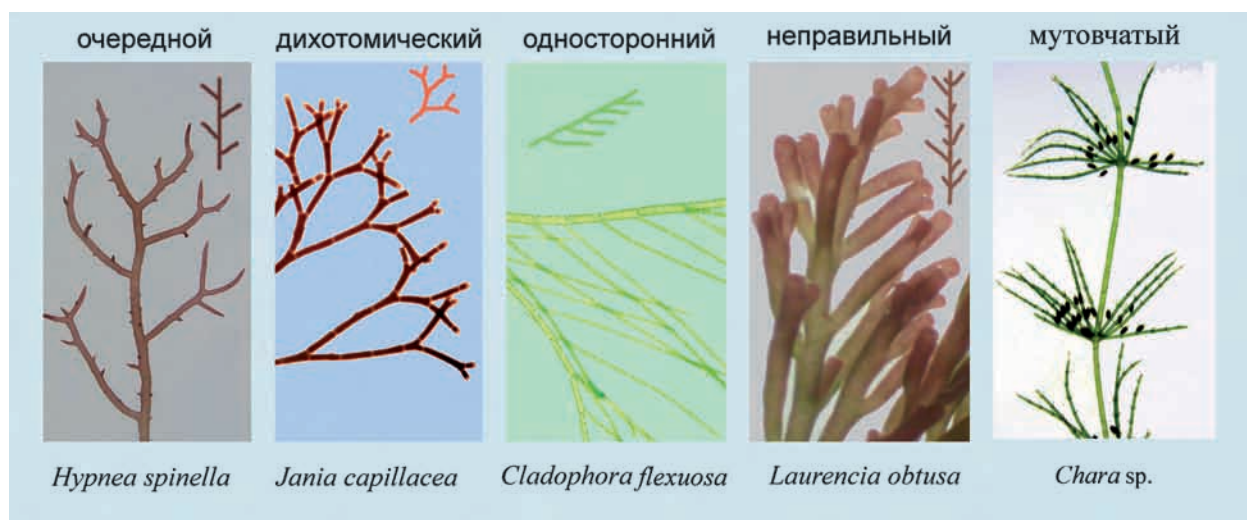 очередной дихотомический односторонний неправильный мутовчатый
Hypnea spinella Jania capillacea Cladophora flexuosa Laurencia obtusa Chara sp.